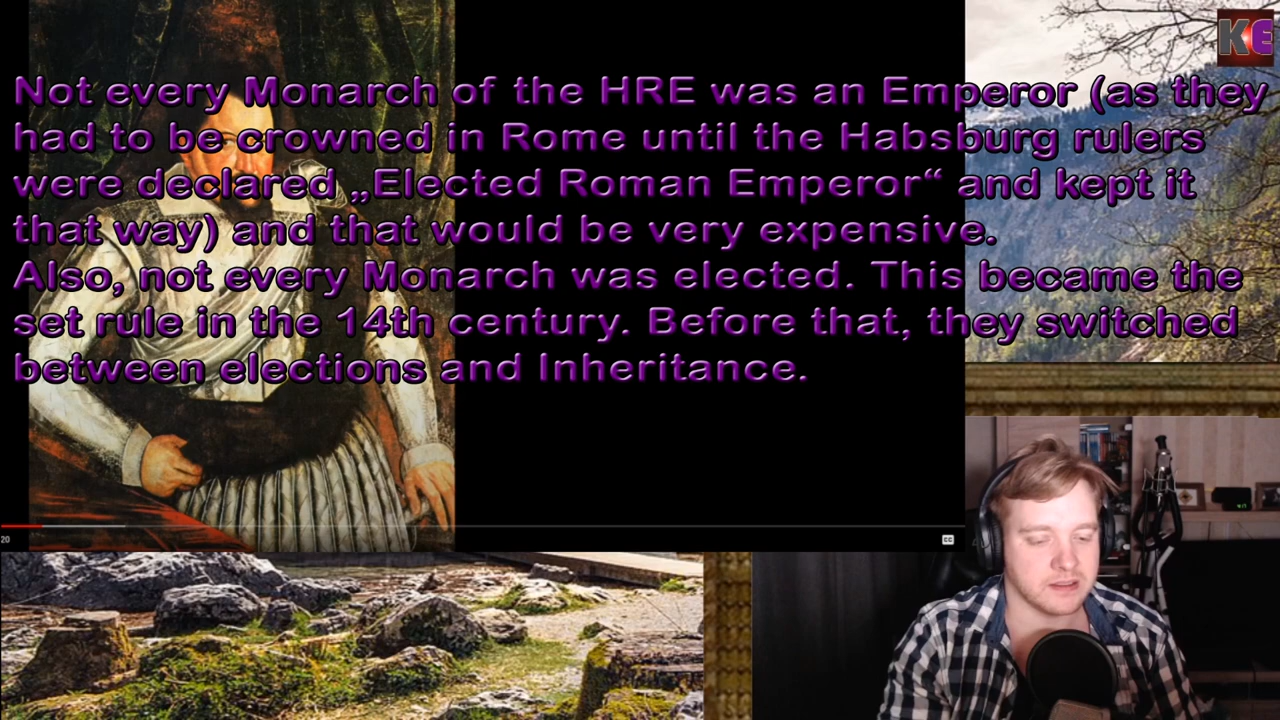 KE
Not every Monarch of the HRE was an Emperor (as they
had to be crowned in Rome until the Habsburg rulers
were declared „Elected Roman Emperor“ and kept it
that way) and that would be very expensive.
Also, not every Monarch was elected. This became the
set rule in the 14th century. Before that, they switched
between elections and Inheritance.
20
CC